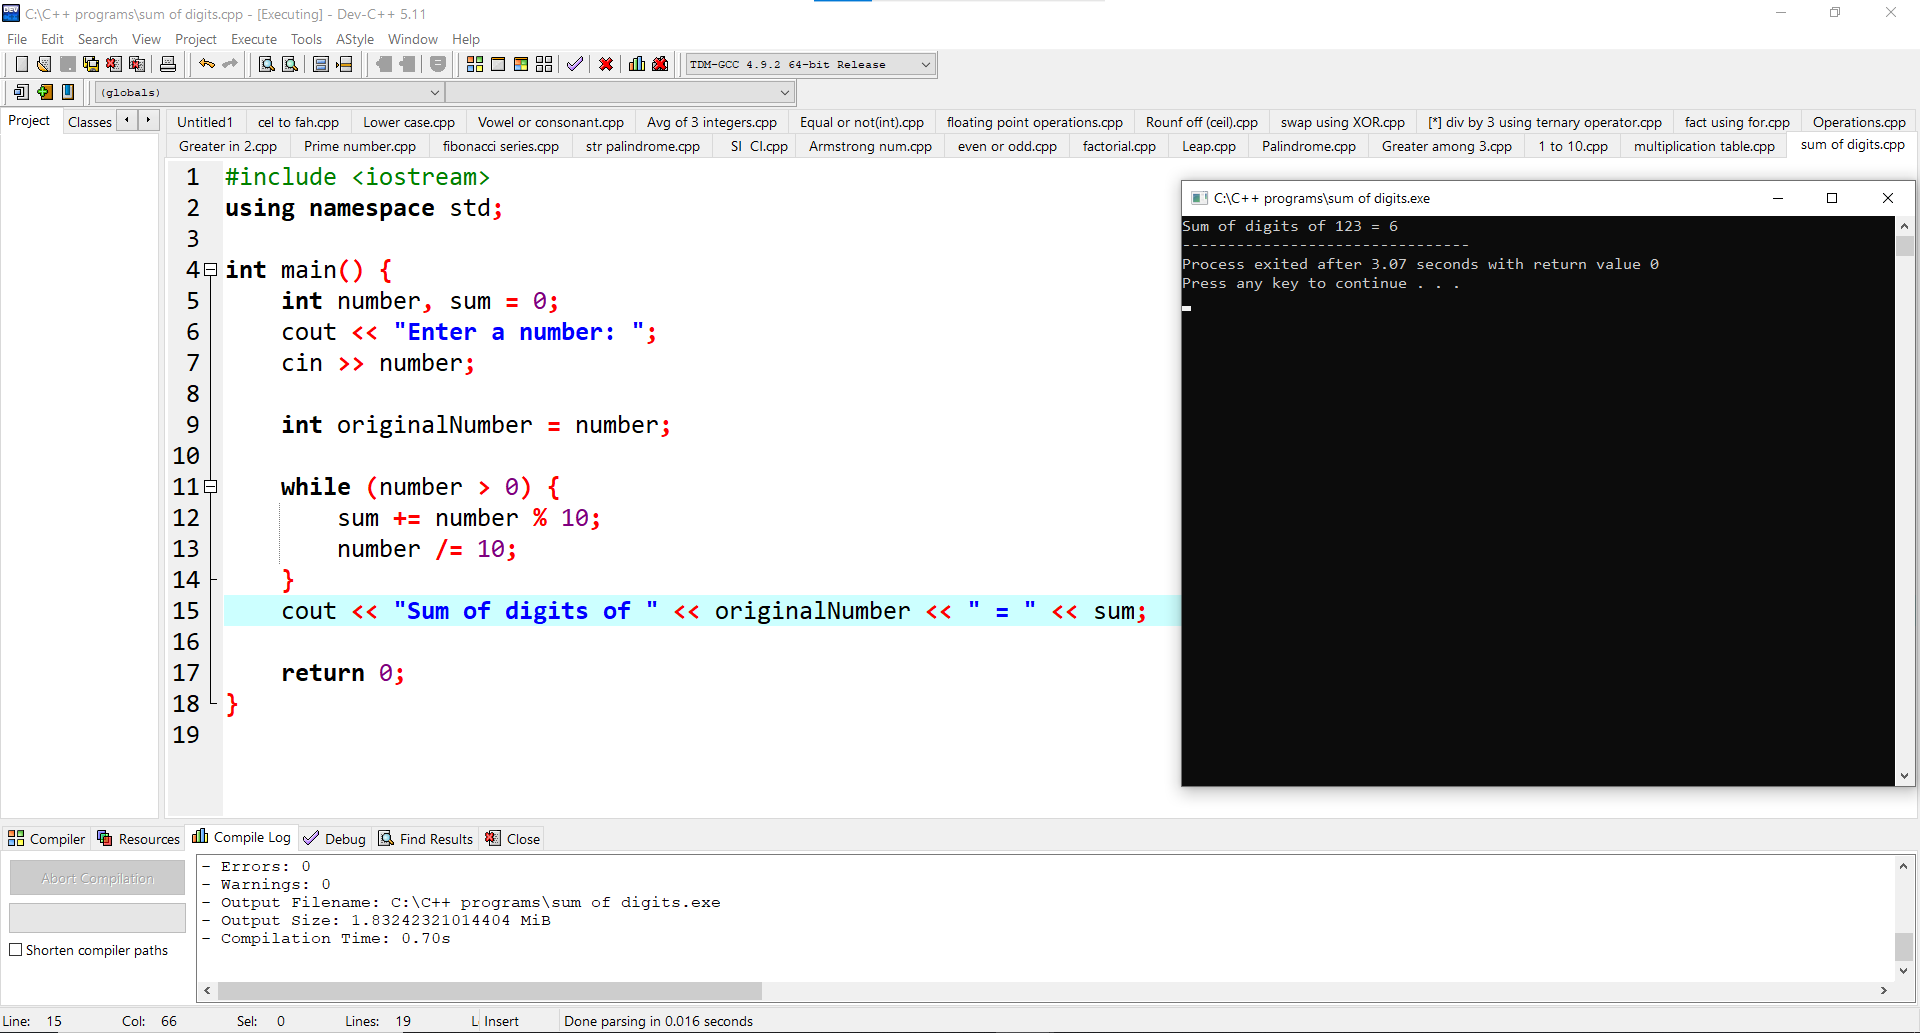 C:\C++ programs\sum of digits.cpp - [Executing] - Dev-C++ 5.11
File Edit Search View Project Execute Tools AStyle Window Help
TDM-GCC 4.9.2 64-bit Release
(globals)
Project Classes
Untitled1 cel to fah.cpp Lower case.cpp Vowel or consonant.cpp Avg of 3 integers.cpp Equal or not(int).cpp floating point operations.cpp Rounf off (ceil).cpp swap using XOR.cpp [*] div by 3 using ternary operator.cpp fact using for.cpp Operations.cpp
Greater in 2.cpp Prime number.cpp fibonacci series.cpp str palindrome.cpp SI CI.cpp Armstrong num.cpp even or odd.cpp factorial.cpp Leap.cpp Palindrome.cpp Greater among 3.cpp 1 to 10.cpp multiplication table.cpp sum of digits.cpp
1 #include <iostream>
2 using namespace std;
3
4 int main() {
5 int number, sum = 0;
6 cout << "Enter a number: ";
7 cin >> number;
8
9 int originalNumber = number;
10
11 while (number > 0) {
12 sum += number % 10;
13 number /= 10;
14 }
15 cout << "Sum of digits of " << originalNumber << " = " << sum;
16
17 return 0;
18 }
19
C:\C++ programs\sum of digits.exe
Sum of digits of 123 = 6
--------------------------------
Process exited after 3.07 seconds with return value 0
Press any key to continue . . .
Compiler Resources Compile Log Debug Find Results Close
Abort Compilation
Shorten compiler paths
- Errors: 0
- Warnings: 0
- Output Filename: C:\C++ programs\sum of digits.exe
- Output Size: 1.83242321014404 MiB
- Compilation Time: 0.70s
Line: 15 Col: 66 Sel: 0 Lines: 19 L Insert Done parsing in 0.016 seconds